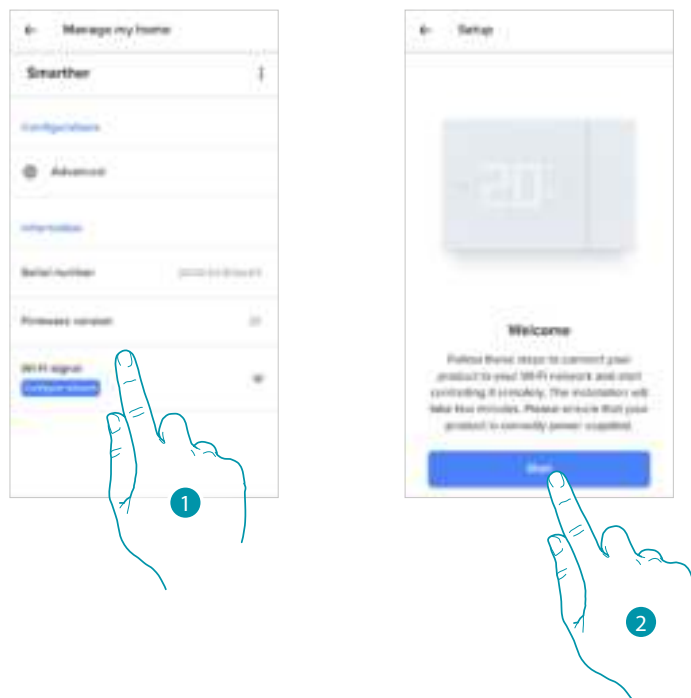 Manage my home
Smarther
Configurations
Advanced
Information
Serial number
Firmware version
Wi-Fi signal
Configure network
1
Setup
20
Welcome
Follow these steps to connect your
product to your Wi-Fi network and start
controlling it remotely. The installation will
take few minutes. Please ensure that your
product is correctly power supplied.
Start
2